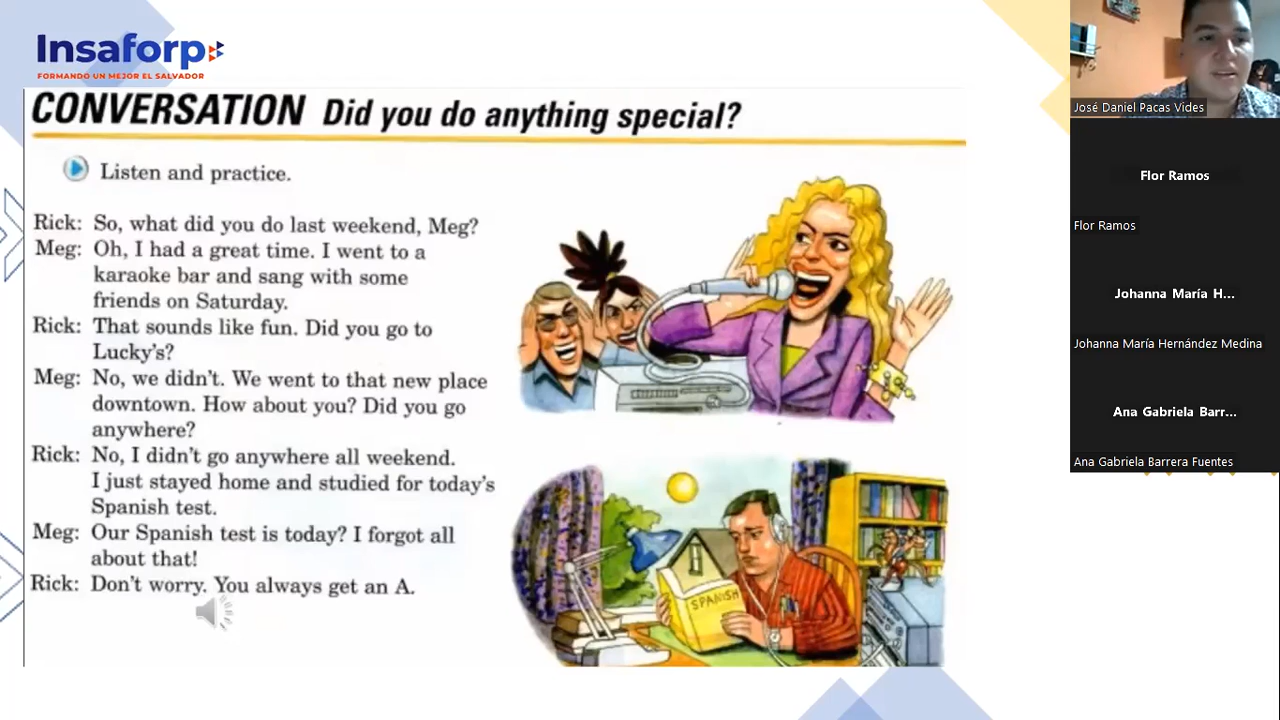 Insaforp
FORMANDO UN MEJOR EL SALVADOR
CONVERSATION Did you do anything special?
Listen and practice.
Rick: So, what did you do last weekend, Meg?
Meg: Oh, I had a great time. I went to a
karaoke bar and sang with some
friends on Saturday.
Rick: That sounds like fun. Did you go to
Lucky's?
Meg: No, we didn't. We went to that new place
downtown. How about you? Did you go
anywhere?
Rick: No, I didn't go anywhere all weekend.
I just stayed home and studied for today's
Spanish test.
Meg: Our Spanish test is today? I forgot all
about that!
Rick: Don't worry. You always get an A.
SPANISH
José Daniel Pacas Vides
Flor Ramos
Flor Ramos
Johanna María H...
Johanna María Hernández Medina
Ana Gabriela Barr...
Ana Gabriela Barrera Fuentes